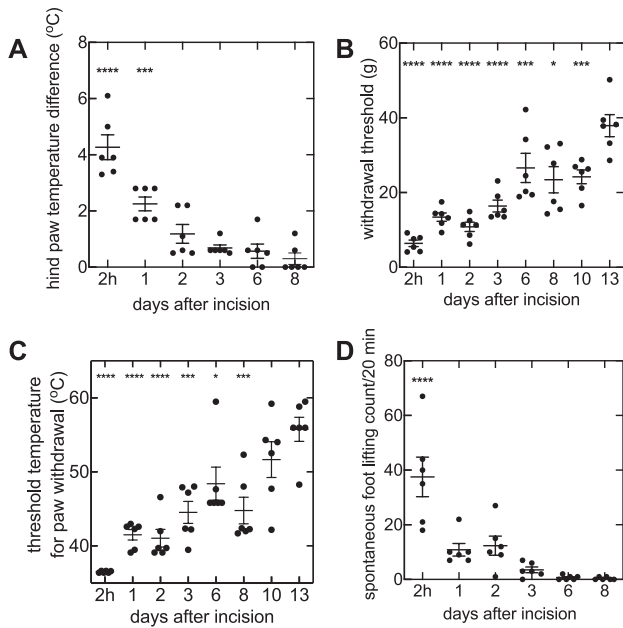 A
hind paw temperature difference (ºC)
8
6
4
2
0
**** ***
2h 1 2 3 6 8
days after incision
B
withdrawal threshold (g)
60
40
20
0
**** **** **** **** *** * ***
2h 1 2 3 6 8 10 13
days after incision
C
threshold temperature
for paw withdrawal (ºC)
60
50
40
**** **** **** *** * ***
2h 1 2 3 6 8 10 13
days after incision
D
spontaneous foot lifting count/20 min
80
60
40
20
0
****
2h 1 2 3 6 8
days after incision